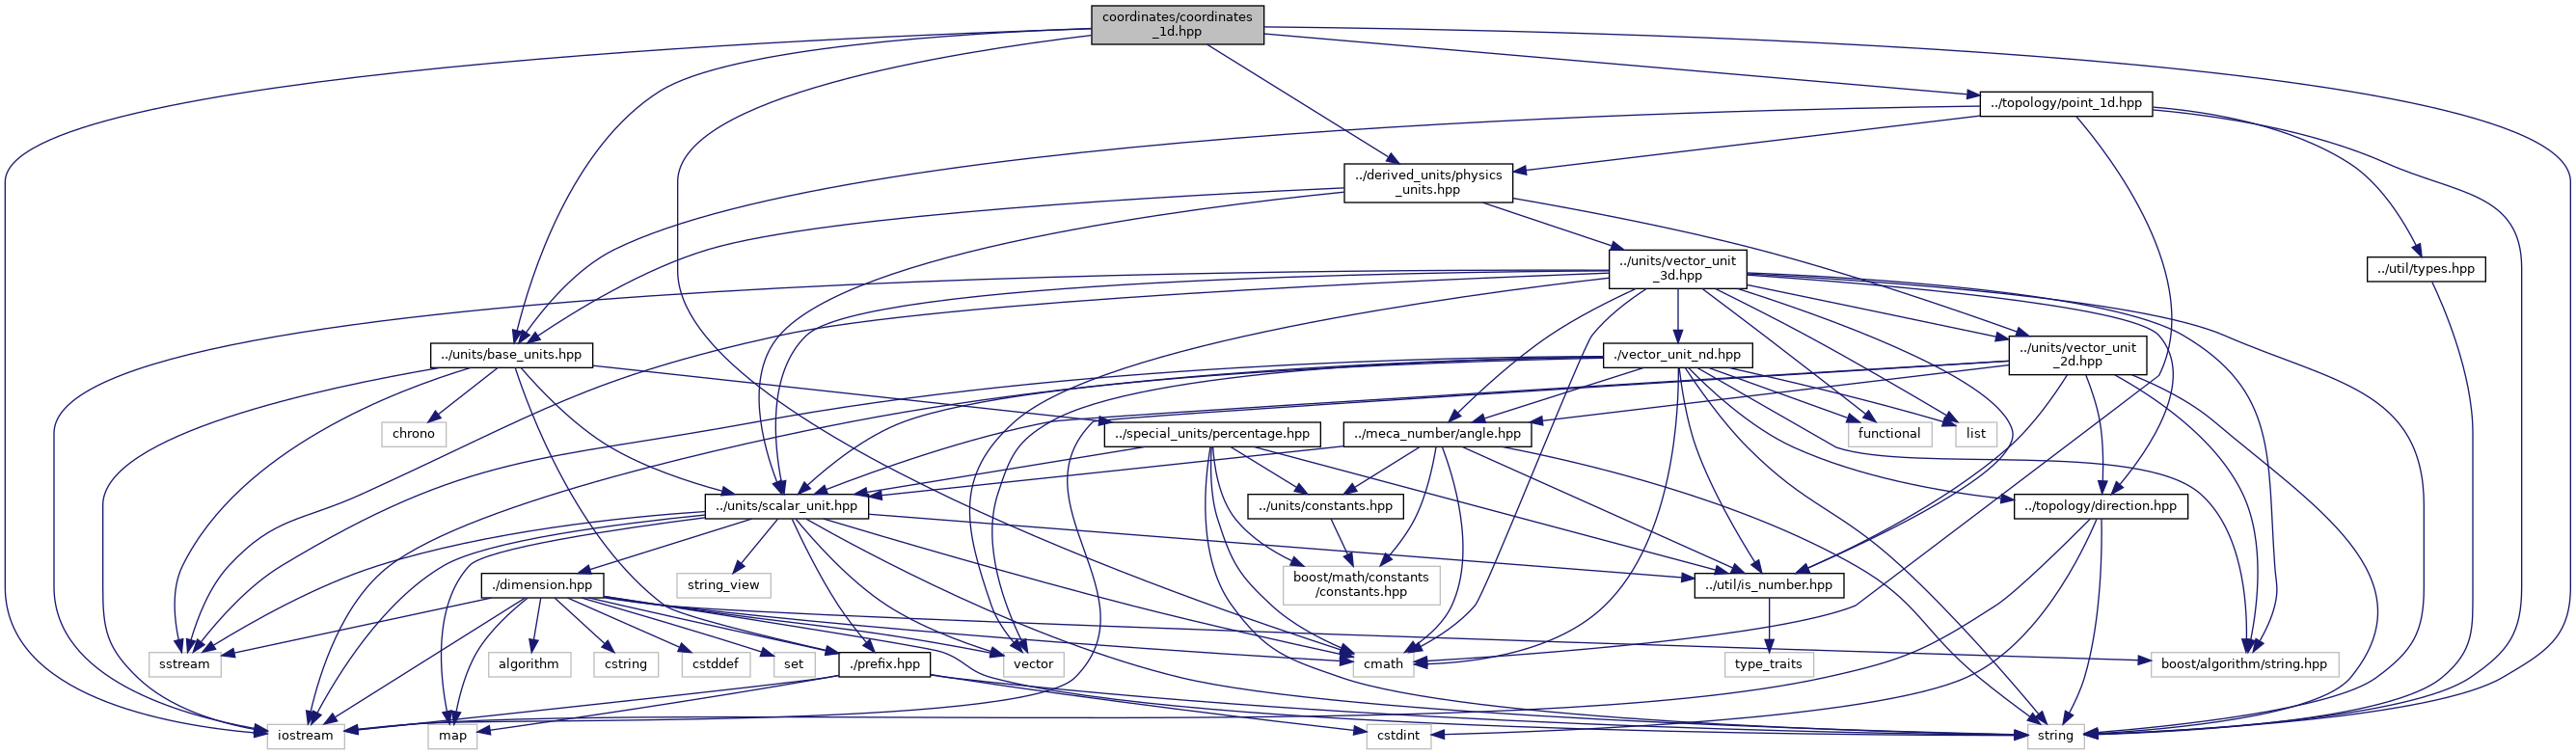 coordinates/coordinates
_1d.hpp
../topology/point_1d.hpp
../derived_units/physics
_units.hpp
../units/vector_unit
_3d.hpp
../util/types.hpp
../units/base_units.hpp
./vector_unit_nd.hpp
../units/vector_unit
_2d.hpp
chrono
../special_units/percentage.hpp
../meca_number/angle.hpp
functional
list
../units/scalar_unit.hpp
../units/constants.hpp
../topology/direction.hpp
./dimension.hpp
string_view
boost/math/constants
/constants.hpp
../util/is_number.hpp
sstream
algorithm
cstring
cstddef
set
./prefix.hpp
vector
cmath
type_traits
boost/algorithm/string.hpp
iostream
map
cstdint
string